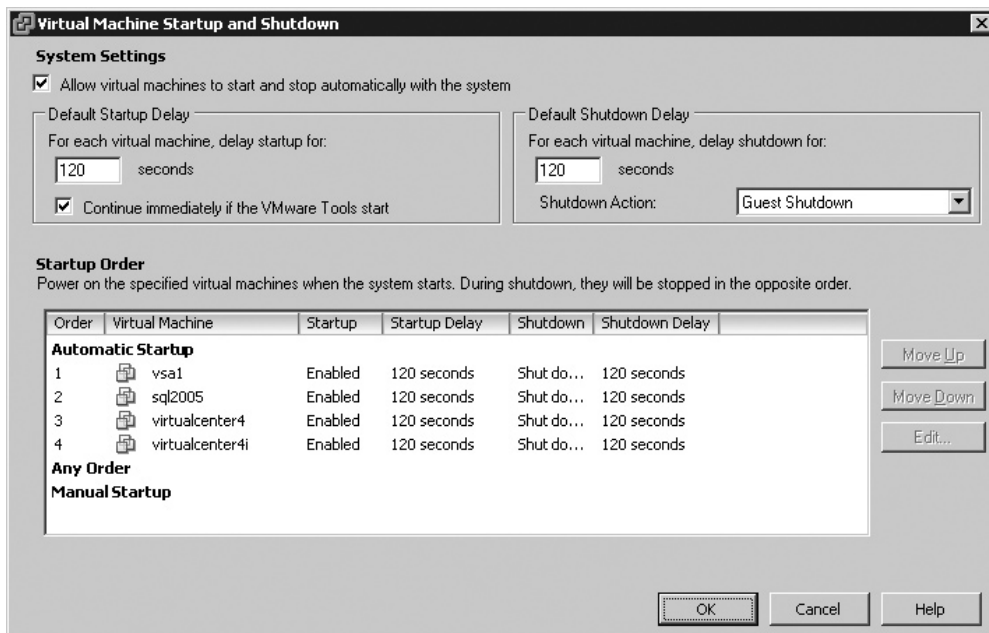 Virtual Machine Startup and Shutdown
System Settings
Allow virtual machines to start and stop automatically with the system
Default Startup Delay
For each virtual machine, delay startup for:
120 seconds
Continue immediately if the VMware Tools start
Default Shutdown Delay
For each virtual machine, delay shutdown for:
120 seconds
Shutdown Action: Guest Shutdown
Startup Order
Power on the specified virtual machines when the system starts. During shutdown, they will be stopped in the opposite order.
Order Virtual Machine Startup Startup Delay Shutdown Shutdown Delay
Automatic Startup
1 vsa1 Enabled 120 seconds Shut do... 120 seconds
2 sql2005 Enabled 120 seconds Shut do... 120 seconds
3 virtualcenter4 Enabled 120 seconds Shut do... 120 seconds
4 virtualcenter4i Enabled 120 seconds Shut do... 120 seconds
Any Order
Manual Startup
Move Up
Move Down
Edit...
OK Cancel Help